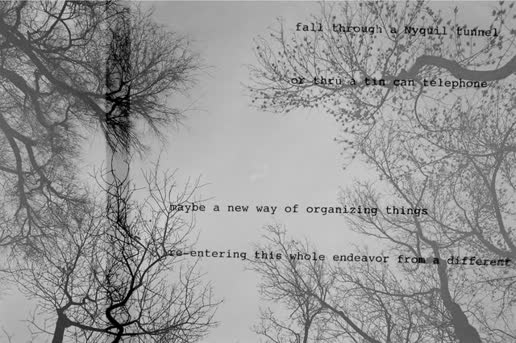 fall through a Nyquil tunnel
or thru a tin can telephone
maybe a new way of organizing things
re-entering this whole endeavor from a different